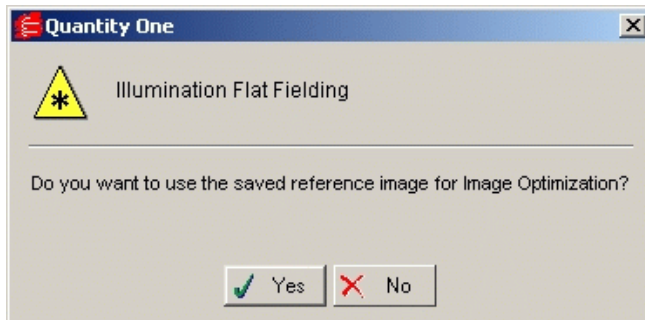 Quantity One
Illumination Flat Fielding
Do you want to use the saved reference image for Image Optimization?
Yes
No